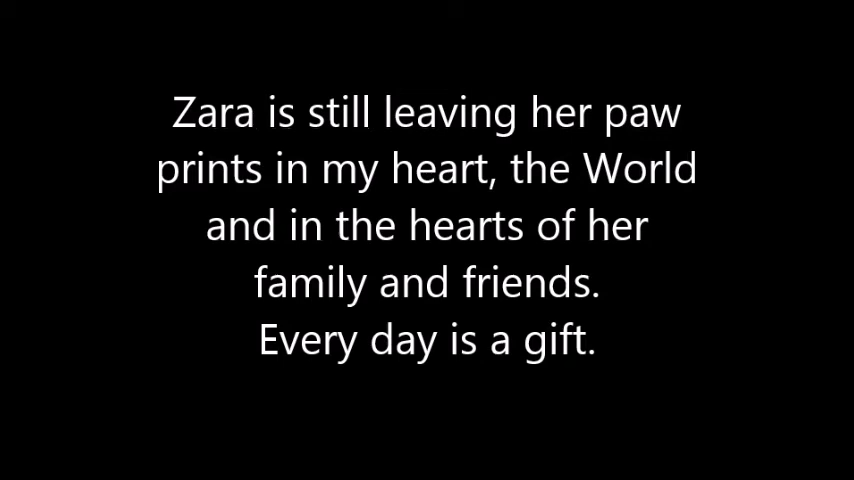 Zara is still leaving her paw
prints in my heart, the World
and in the hearts of her
family and friends.
Every day is a gift.